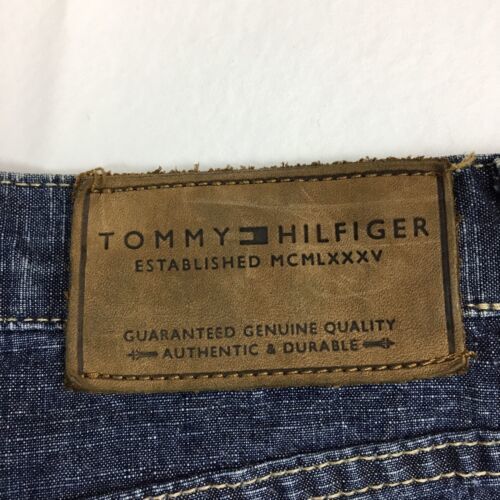 TOMMY HILFIGER
ESTABLISHED MCMLXXXV
GUARANTEED GENUINE QUALITY
AUTHENTIC & DURABLE